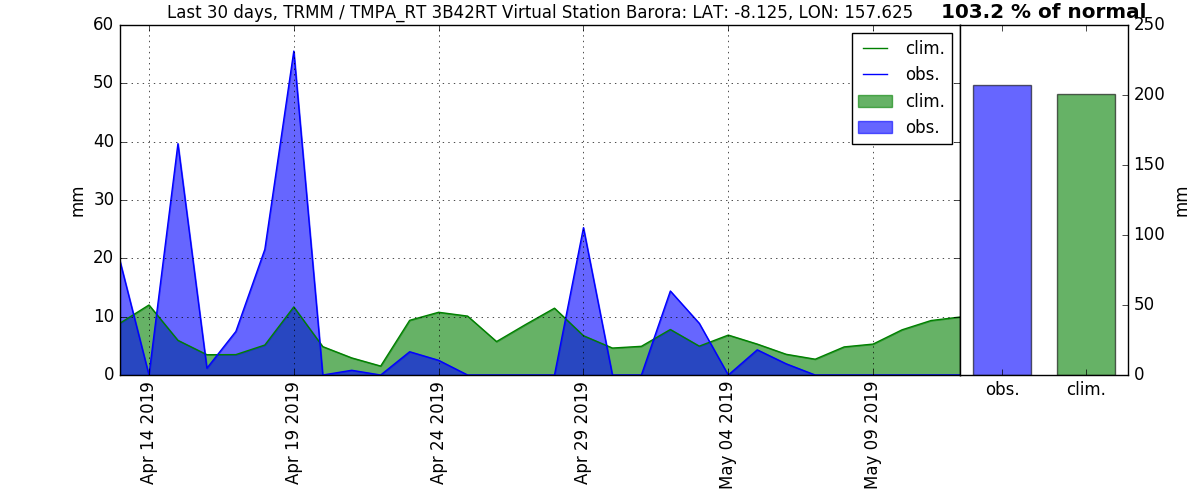 Last 30 days, TRMM / TMPA_RT 3B42RT Virtual Station Barora: LAT: -8.125, LON: 157.625
103.2 % of normal
clim.
obs.
clim.
obs.
60
50
40
30
20
10
0
mm
Apr 14 2019
Apr 19 2019
Apr 24 2019
Apr 29 2019
May 04 2019
May 09 2019
250
200
150
100
50
0
mm
obs.
clim.